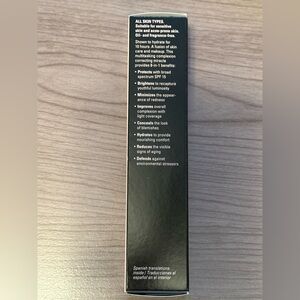 ALL SKIN TYPES.
Suitable for sensitive
skin and acne-prone skin.
Oil- and fragrance-free.
Shown to hydrate for
10 hours. A fusion of skin
care and makeup. This
multitasking complexion
correcting miracle
provides 8-in-1 benefits:
• Protects with broad
spectrum SPF 15
• Brightens to recapture
youthful luminosity
• Minimizes the appear-
ance of redness
• Improves overall
complexion with
light coverage
• Conceals the look
of blemishes
• Hydrates to provide
nourishing comfort
• Reduces the visible
signs of aging
• Defends against
environmental stressors
Spanish translations
inside / Traducciones al
español en el interior